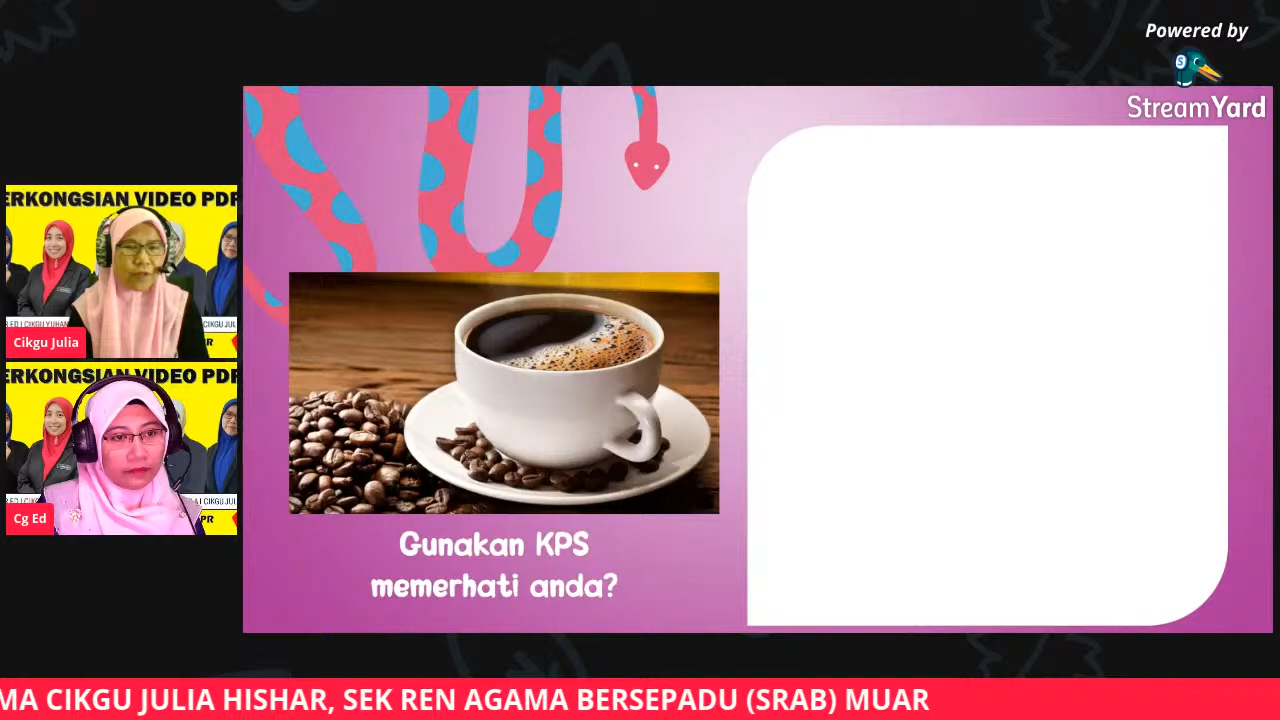 Powered by
StreamYard
ERKONGSIAN VIDEO PDP
Cikgu Julia
ERKONGSIAN VIDEO PDP
Cg Ed
Gunakan KPS
memerhati anda?
MA CIKGU JULIA HISHAR, SEK REN AGAMA BERSEPADU (SRAB) MUAR